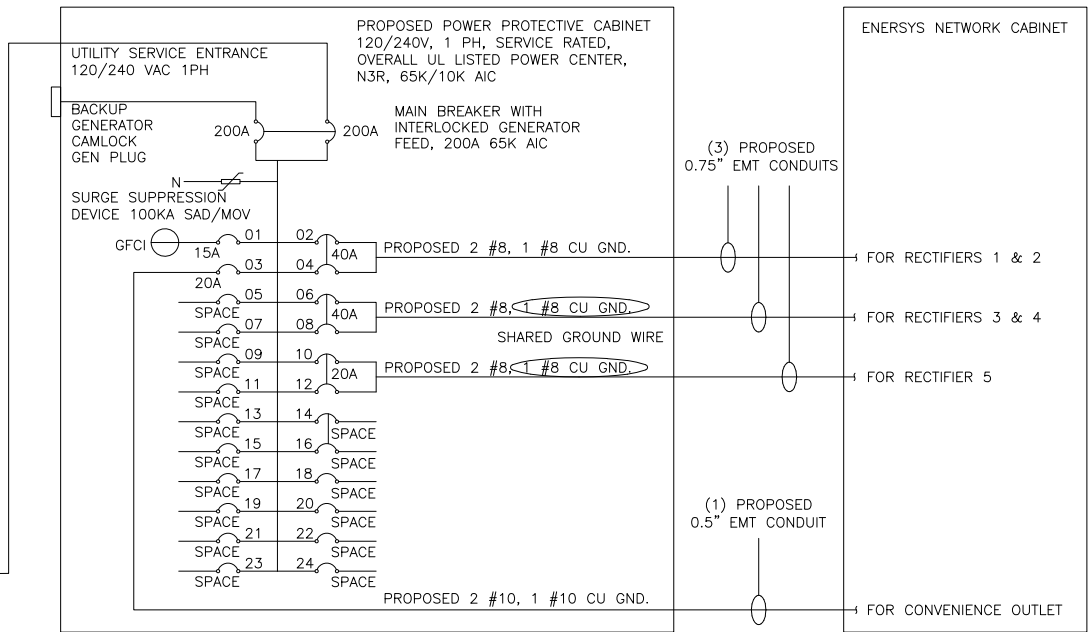 PROPOSED POWER PROTECTIVE CABINET
120/240V, 1 PH, SERVICE RATED,
OVERALL UL LISTED POWER CENTER,
N3R, 65K/10K AIC
ENERSYS NETWORK CABINET
UTILITY SERVICE ENTRANCE
120/240 VAC 1PH
BACKUP
GENERATOR
CAMLOCK
GEN PLUG
200A
200A
MAIN BREAKER WITH
INTERLOCKED GENERATOR
FEED, 200A 65K AIC
(3) PROPOSED
0.75" EMT CONDUITS
N
SURGE SUPPRESSION
DEVICE 100KA SAD/MOV
GFCI
15A
01
02
40A
PROPOSED 2 #8, 1 #8 CU GND.
FOR RECTIFIERS 1 & 2
20A
03
04
SPACE
05
06
40A
PROPOSED 2 #8, 1 #8 CU GND.
FOR RECTIFIERS 3 & 4
SPACE
07
08
SHARED GROUND WIRE
SPACE
09
10
20A
PROPOSED 2 #8, 1 #8 CU GND.
FOR RECTIFIER 5
SPACE
11
12
SPACE
13
14
SPACE
SPACE
15
16
SPACE
SPACE
17
18
SPACE
SPACE
19
20
SPACE
SPACE
21
22
SPACE
SPACE
23
24
SPACE
(1) PROPOSED
0.5" EMT CONDUIT
PROPOSED 2 #10, 1 #10 CU GND.
FOR CONVENIENCE OUTLET